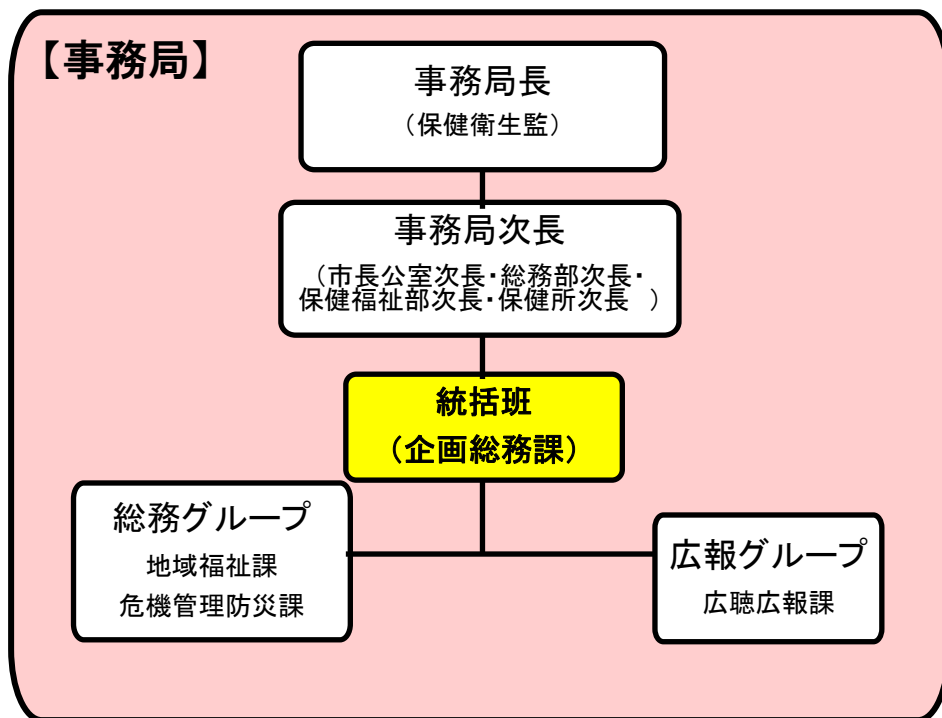 【事務局】
事務局長
（保健衛生監）
事務局次長
（市長公室次長・総務部次長・
保健福祉部次長・保健所次長　）
統括班
（企画総務課）
総務グループ
地域福祉課
危機管理防災課
広報グループ
広聴広報課